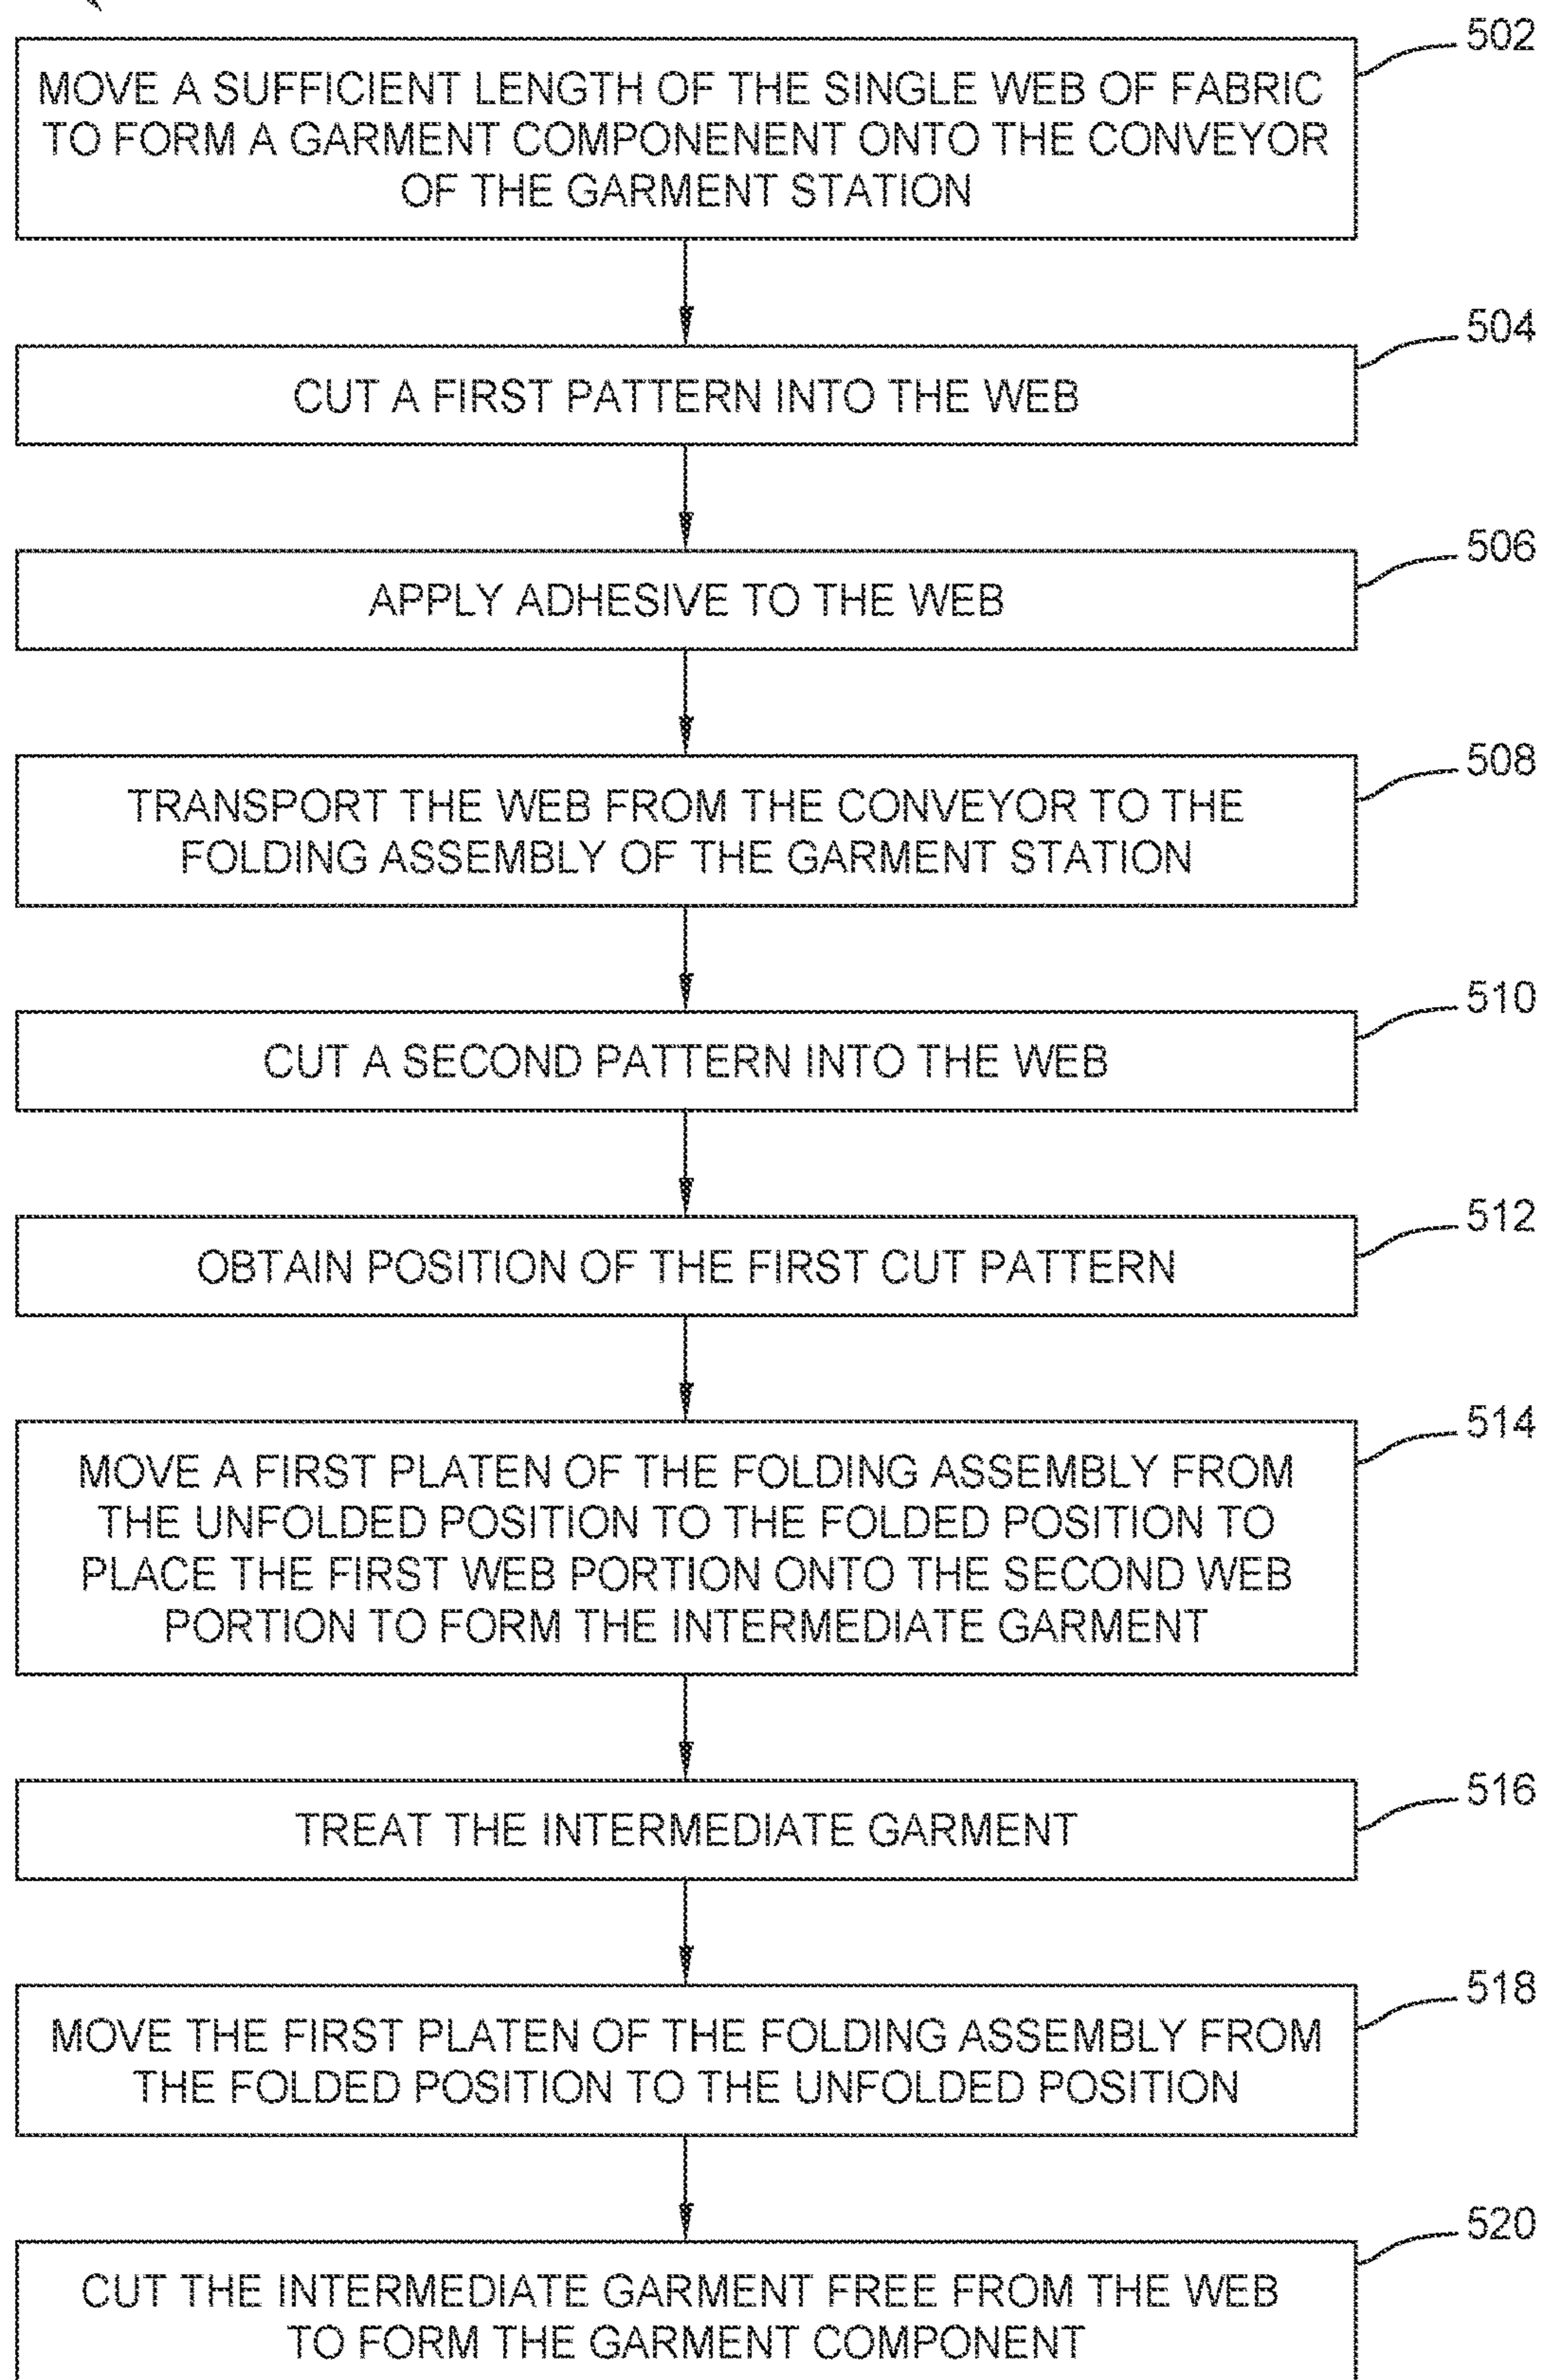 502
MOVE A SUFFICIENT LENGTH OF THE SINGLE WEB OF FABRIC
TO FORM A GARMENT COMPONENENT ONTO THE CONVEYOR
OF THE GARMENT STATION
504
CUT A FIRST PATTERN INTO THE WEB
506
APPLY ADHESIVE TO THE WEB
508
TRANSPORT THE WEB FROM THE CONVEYOR TO THE
FOLDING ASSEMBLY OF THE GARMENT STATION
510
CUT A SECOND PATTERN INTO THE WEB
512
OBTAIN POSITION OF THE FIRST CUT PATTERN
514
MOVE A FIRST PLATEN OF THE FOLDING ASSEMBLY FROM
THE UNFOLDED POSITION TO THE FOLDED POSITION TO
PLACE THE FIRST WEB PORTION ONTO THE SECOND WEB
PORTION TO FORM THE INTERMEDIATE GARMENT
516
TREAT THE INTERMEDIATE GARMENT
518
MOVE THE FIRST PLATEN OF THE FOLDING ASSEMBLY FROM
THE FOLDED POSITION TO THE UNFOLDED POSITION
520
CUT THE INTERMEDIATE GARMENT FREE FROM THE WEB
TO FORM THE GARMENT COMPONENT